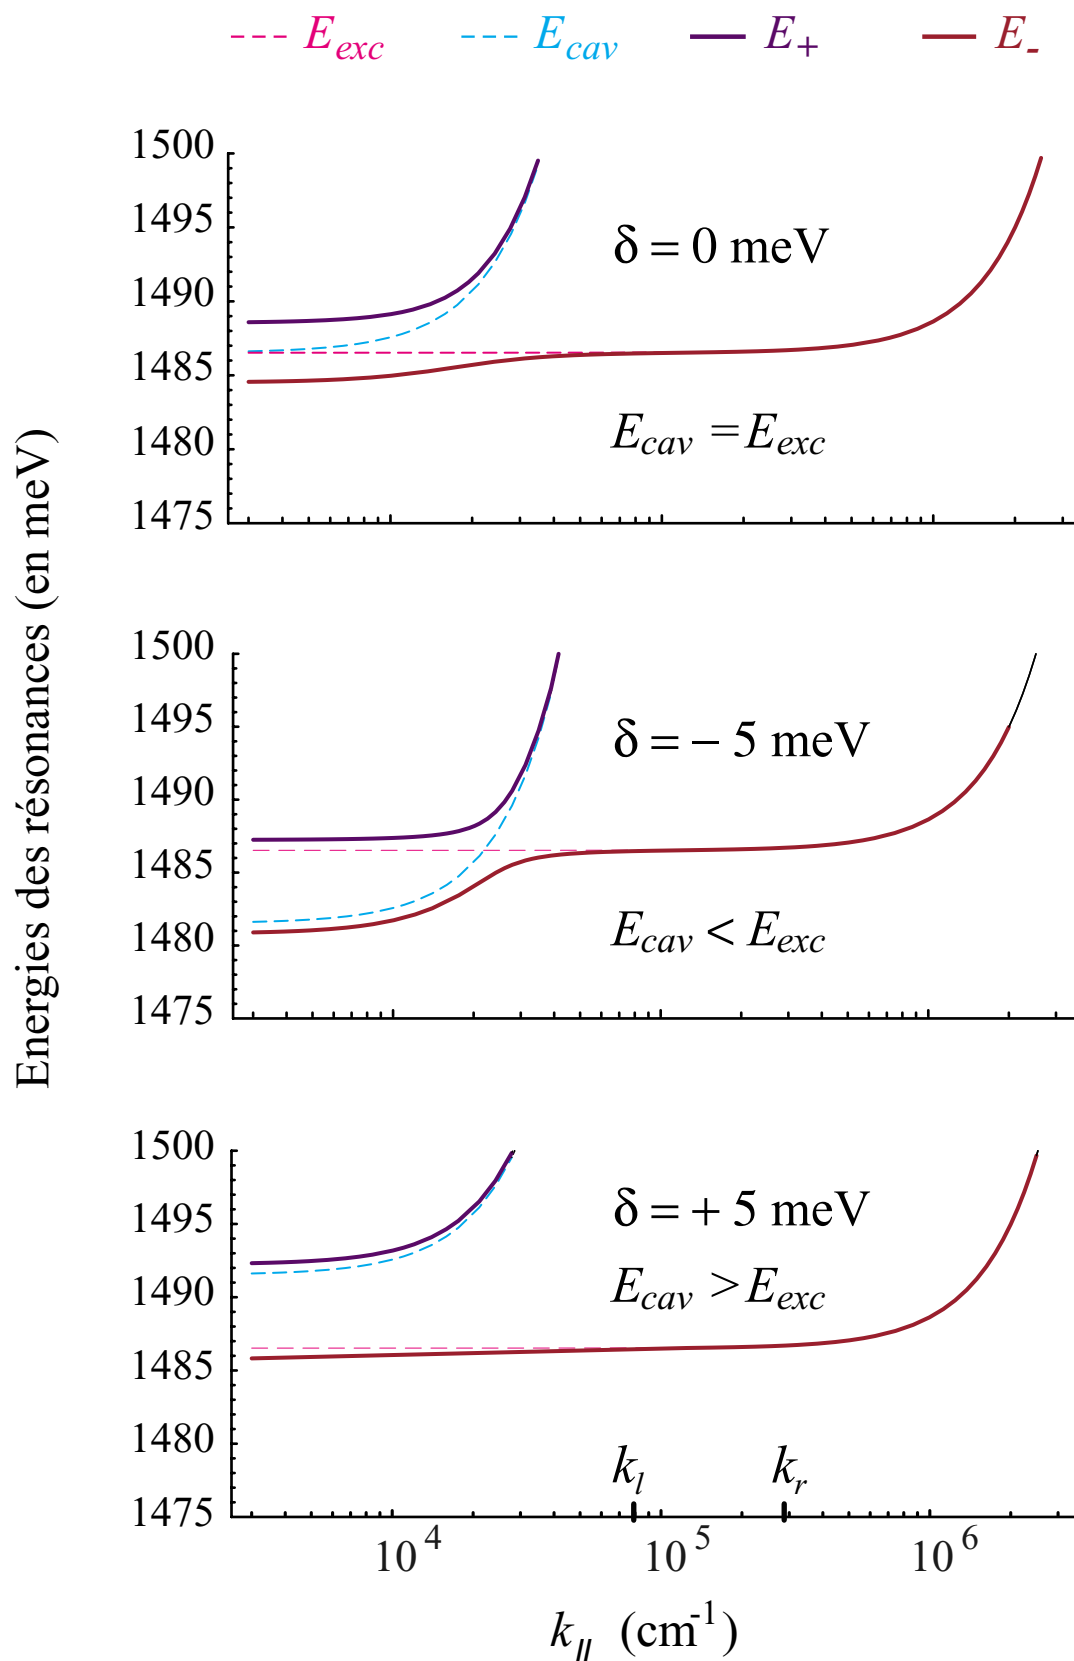 E_exc E_cav E_+ E_-
Energies des résonances (en meV)
1500
1495
1490
1485
1480
1475
δ = 0 meV
E_cav = E_exc
1500
1495
1490
1485
1480
1475
δ = − 5 meV
E_cav < E_exc
1500
1495
1490
1485
1480
1475
δ = + 5 meV
E_cav > E_exc
k_l k_r
10^4 10^5 10^6
k_// (cm^-1)